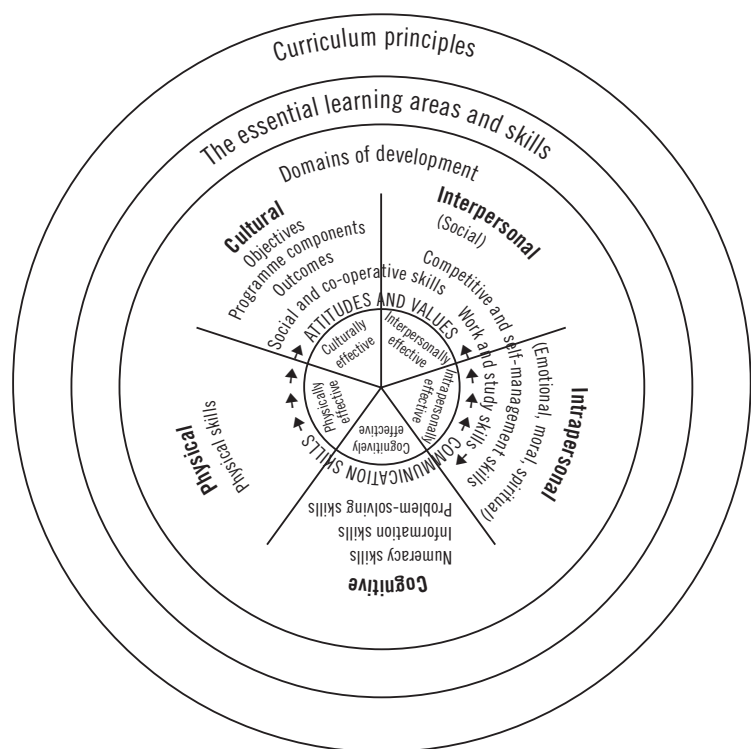 Curriculum principles
The essential learning areas and skills
Domains of development
Cultural
Objectives
Programme components
Outcomes
Social and co-operative skills
Interpersonal
(Social)
Competitive and self-management skills
Work and study skills
Intrapersonal
(Emotional, moral, spiritual)
Cognitive
Numeracy skills
Information skills
Problem-solving skills
Physical
Physical skills
ATTITUDES AND VALUES
COMMUNICATION SKILLS
Culturally
effective
Interpersonally
effective
Intrapersonally
effective
Cognitively
effective
Physically
effective